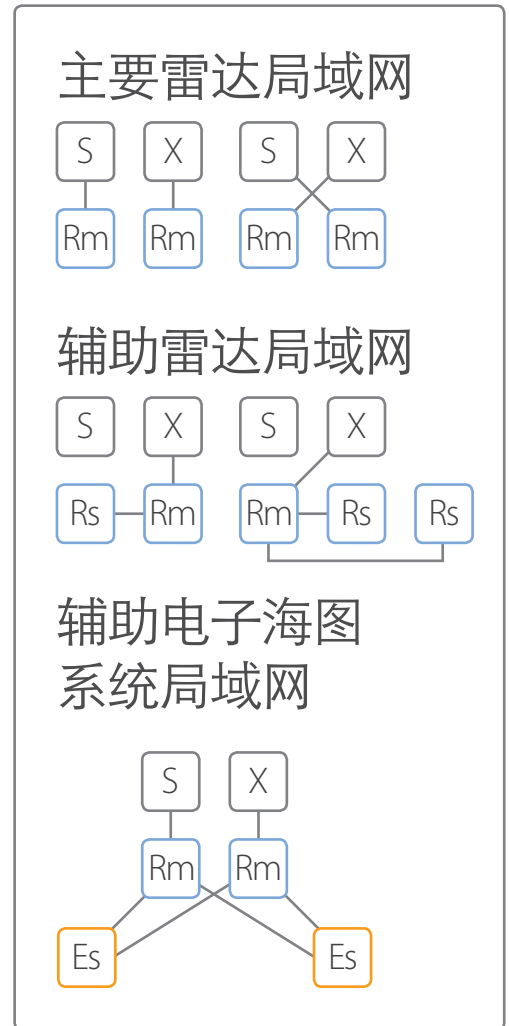 主要雷达局域网
S X S X
Rm Rm Rm Rm
辅助雷达局域网
S X S X
Rs Rm Rm Rs Rs
辅助电子海图
系统局域网
S X
Rm Rm
Es Es